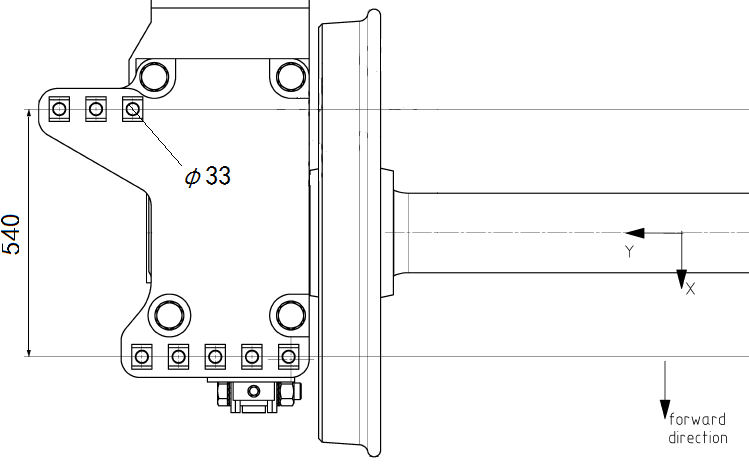 φ33
540
Y
X
forward
direction